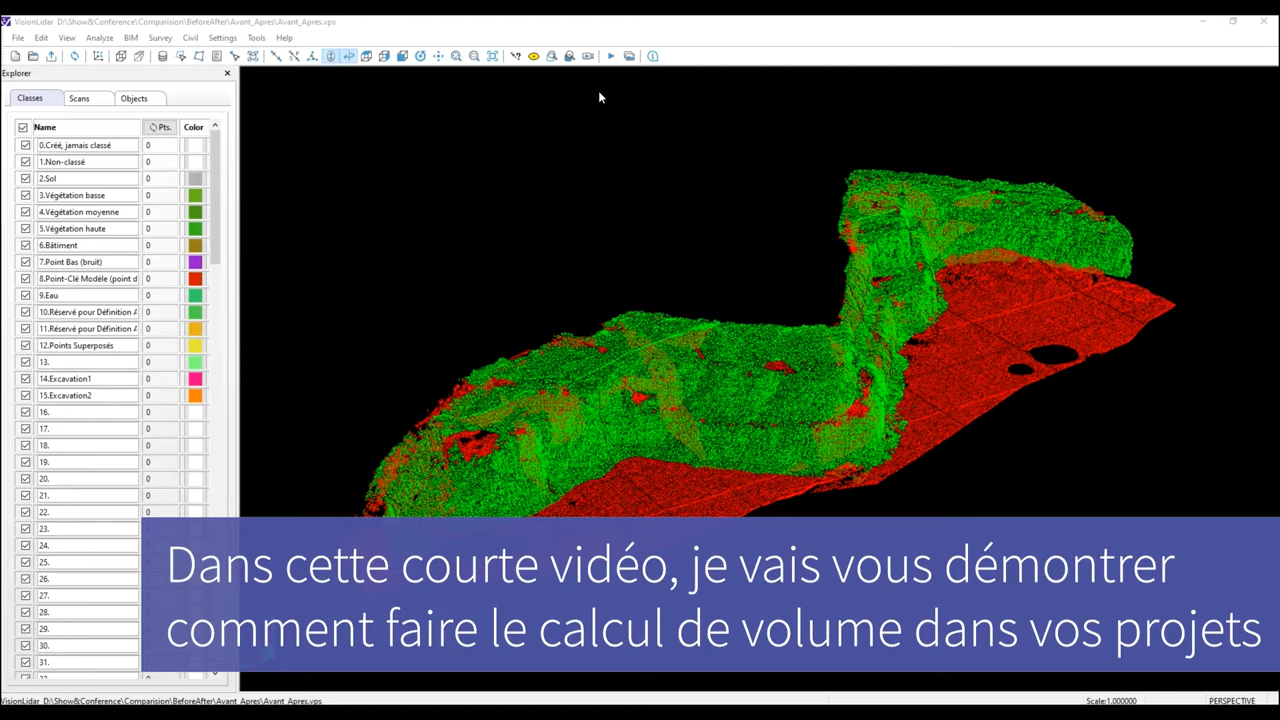 VisionLidar D:\Show&Conference\Comparision\BeforeAfter\Avant_Apres\Avant_Apres.vps
File Edit View Analyze BIM Survey Civil Settings Tools Help
Explorer
Classes Scans Objects
Name Pts. Color
0.Créé, jamais classé 0
1.Non-classé 0
2.Sol 0
3.Végétation basse 0
4.Végétation moyenne 0
5.Végétation haute 0
6.Bâtiment 0
7.Point Bas (bruit) 0
8.Point-Clé Modèle (point d 0
9.Eau 0
10.Réservé pour Définition A 0
11.Réservé pour Définition A 0
12.Points Superposés 0
13. 0
14.Excavation1 0
15.Excavation2 0
16. 0
17. 0
18. 0
19. 0
20. 0
21. 0
22. 0
23.
24.
25.
26.
27.
28.
29.
30.
31.
Dans cette courte vidéo, je vais vous démontrer
comment faire le calcul de volume dans vos projets
VisionLidar D:\Show&Conference\Comparision\BeforeAfter\Avant_Apres\Avant_Apres.vps Scale:1.000000 PERSPECTIVE